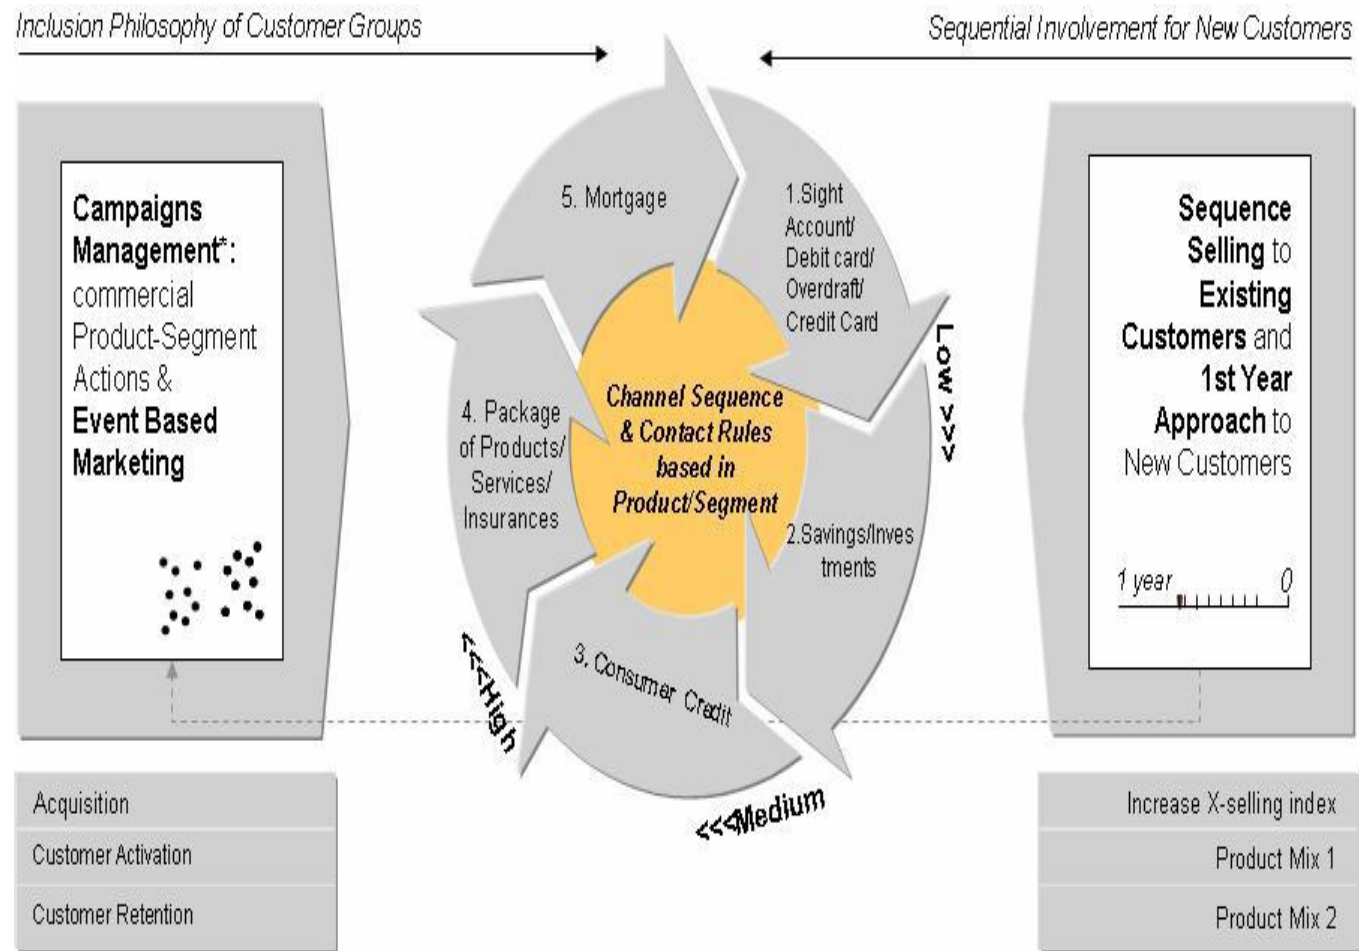 Inclusion Philosophy of Customer Groups
Sequential Involvement for New Customers
Campaigns
Management*:
commercial
Product-Segment
Actions &
Event Based
Marketing
5. Mortgage
1.Sight
Account/
Debit card/
Overdraft/
Credit Card
Low >>>
4. Package
of Products/
Services/
Insurances
Channel Sequence
& Contact Rules
based in
Product/Segment
2.Savings/Inves
tments
3. Consumer Credit
<<<High
<<<Medium
Sequence
Selling to
Existing
Customers and
1st Year
Approach to
New Customers
1 year 0
Acquisition
Customer Activation
Customer Retention
Increase X-selling index
Product Mix 1
Product Mix 2